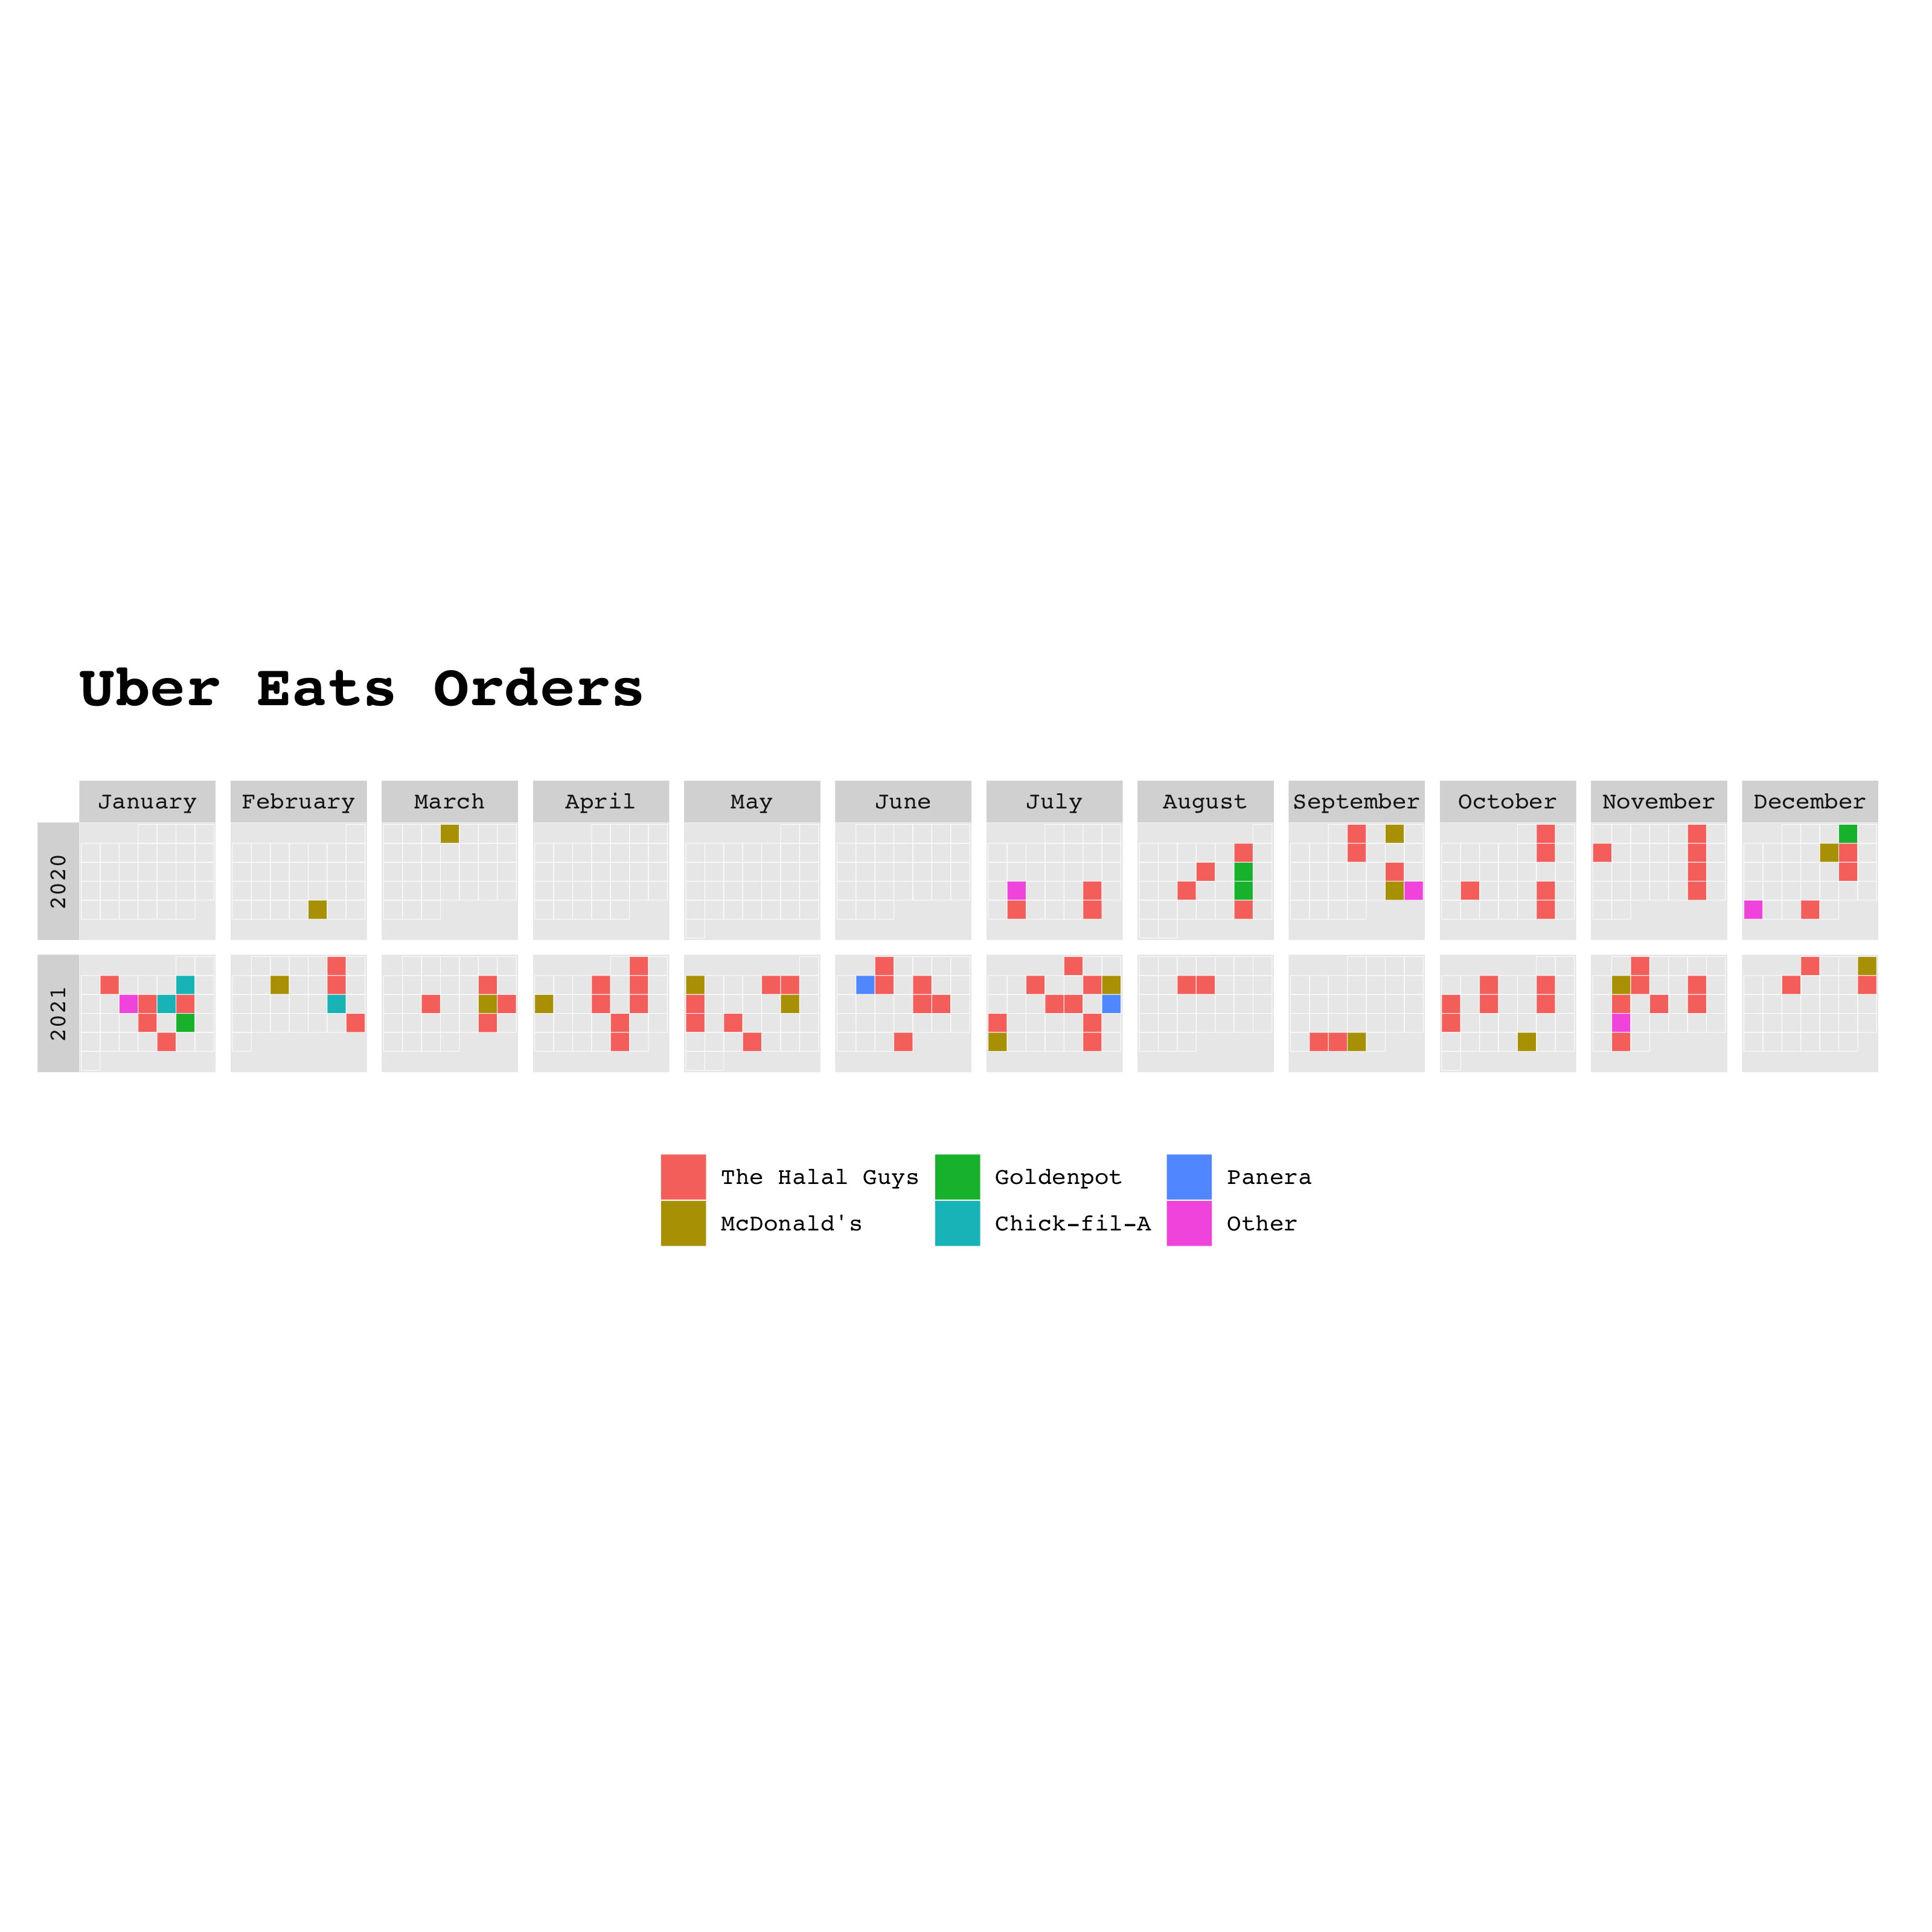 Uber Eats Orders
January February March April May June July August September October November December
2020
2021
The Halal Guys Goldenpot Panera
McDonald's Chick-fil-A Other